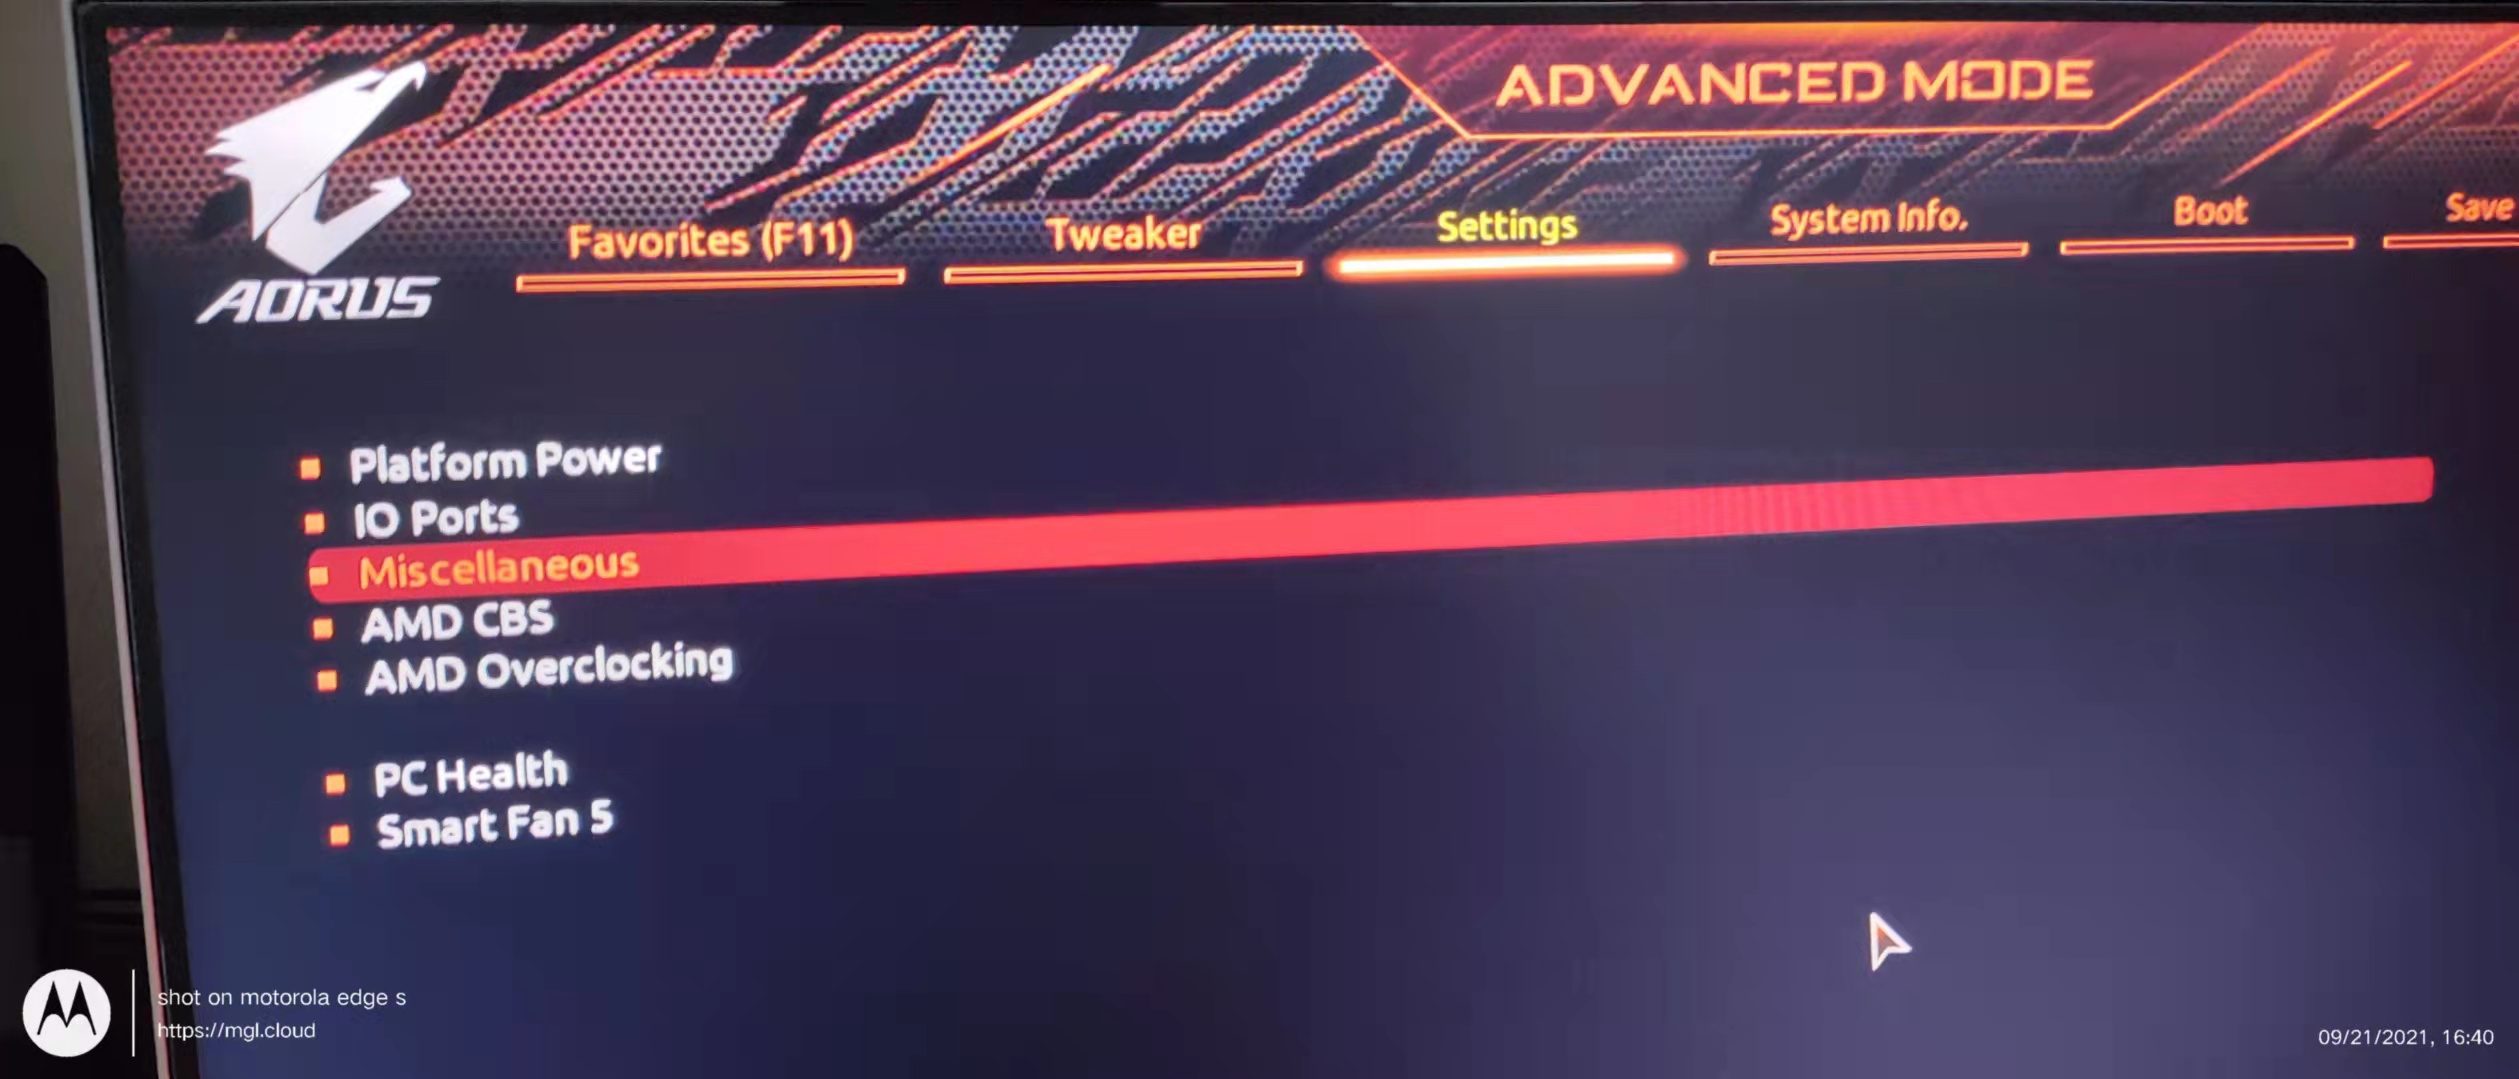 ADVANCED MODE
AORUS
Favorites (F11)
Tweaker
Settings
System Info.
Boot
Save
Platform Power
IO Ports
Miscellaneous
AMD CBS
AMD Overclocking
PC Health
Smart Fan 5
shot on motorola edge s
https://mgl.cloud
09/21/2021, 16:40